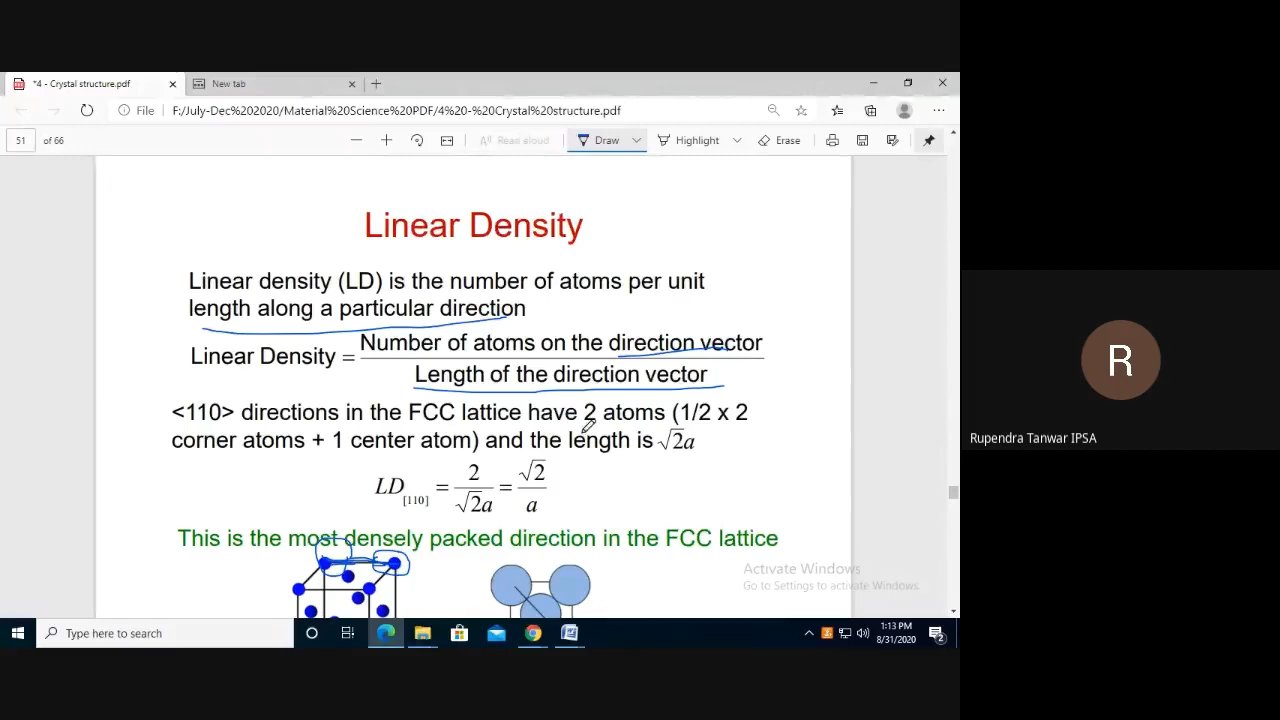 *4 - Crystal structure.pdf
New tab
File
F:/July-Dec%202020/Material%20Science%20PDF/4%20-%20Crystal%20structure.pdf
51 of 66
Read aloud
Draw
Highlight
Erase
Linear Density
Linear density (LD) is the number of atoms per unit
length along a particular direction
Linear Density = Number of atoms on the direction vector
Length of the direction vector
<110> directions in the FCC lattice have 2 atoms (1/2 x 2
corner atoms + 1 center atom) and the length is √2a
LD[110] = 2/√2a = √2/a
This is the most densely packed direction in the FCC lattice
Activate Windows
Go to Settings to activate Windows.
R
Rupendra Tanwar IPSA
Type here to search
1:13 PM
8/31/2020
2